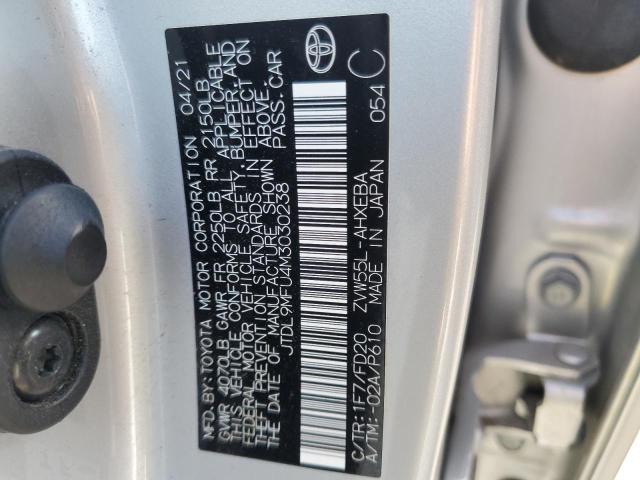 MFD. BY: TOYOTA MOTOR CORPORATION 04/21
GVWR 4070LB GAWR FR 2250LB RR 2150LB
THIS VEHICLE CONFORMS TO ALL APPLICABLE
FEDERAL MOTOR VEHICLE SAFETY, BUMPER, AND
THEFT PREVENTION STANDARDS IN EFFECT ON
THE DATE OF MANUFACTURE SHOWN ABOVE.
JTDL9MFU4M3030238 PASS. CAR
C/TR: 1F7/FD20 ZVW55L-AHXEBA 054 C
A/TM: -02A/P610 MADE IN JAPAN